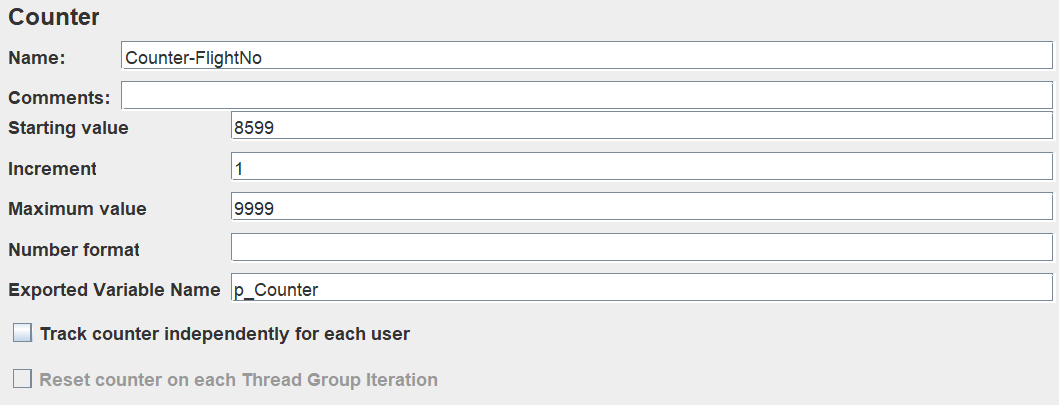 Counter
Name: Counter-FlightNo
Comments:
Starting value 8599
Increment 1
Maximum value 9999
Number format
Exported Variable Name p_Counter
Track counter independently for each user
Reset counter on each Thread Group Iteration